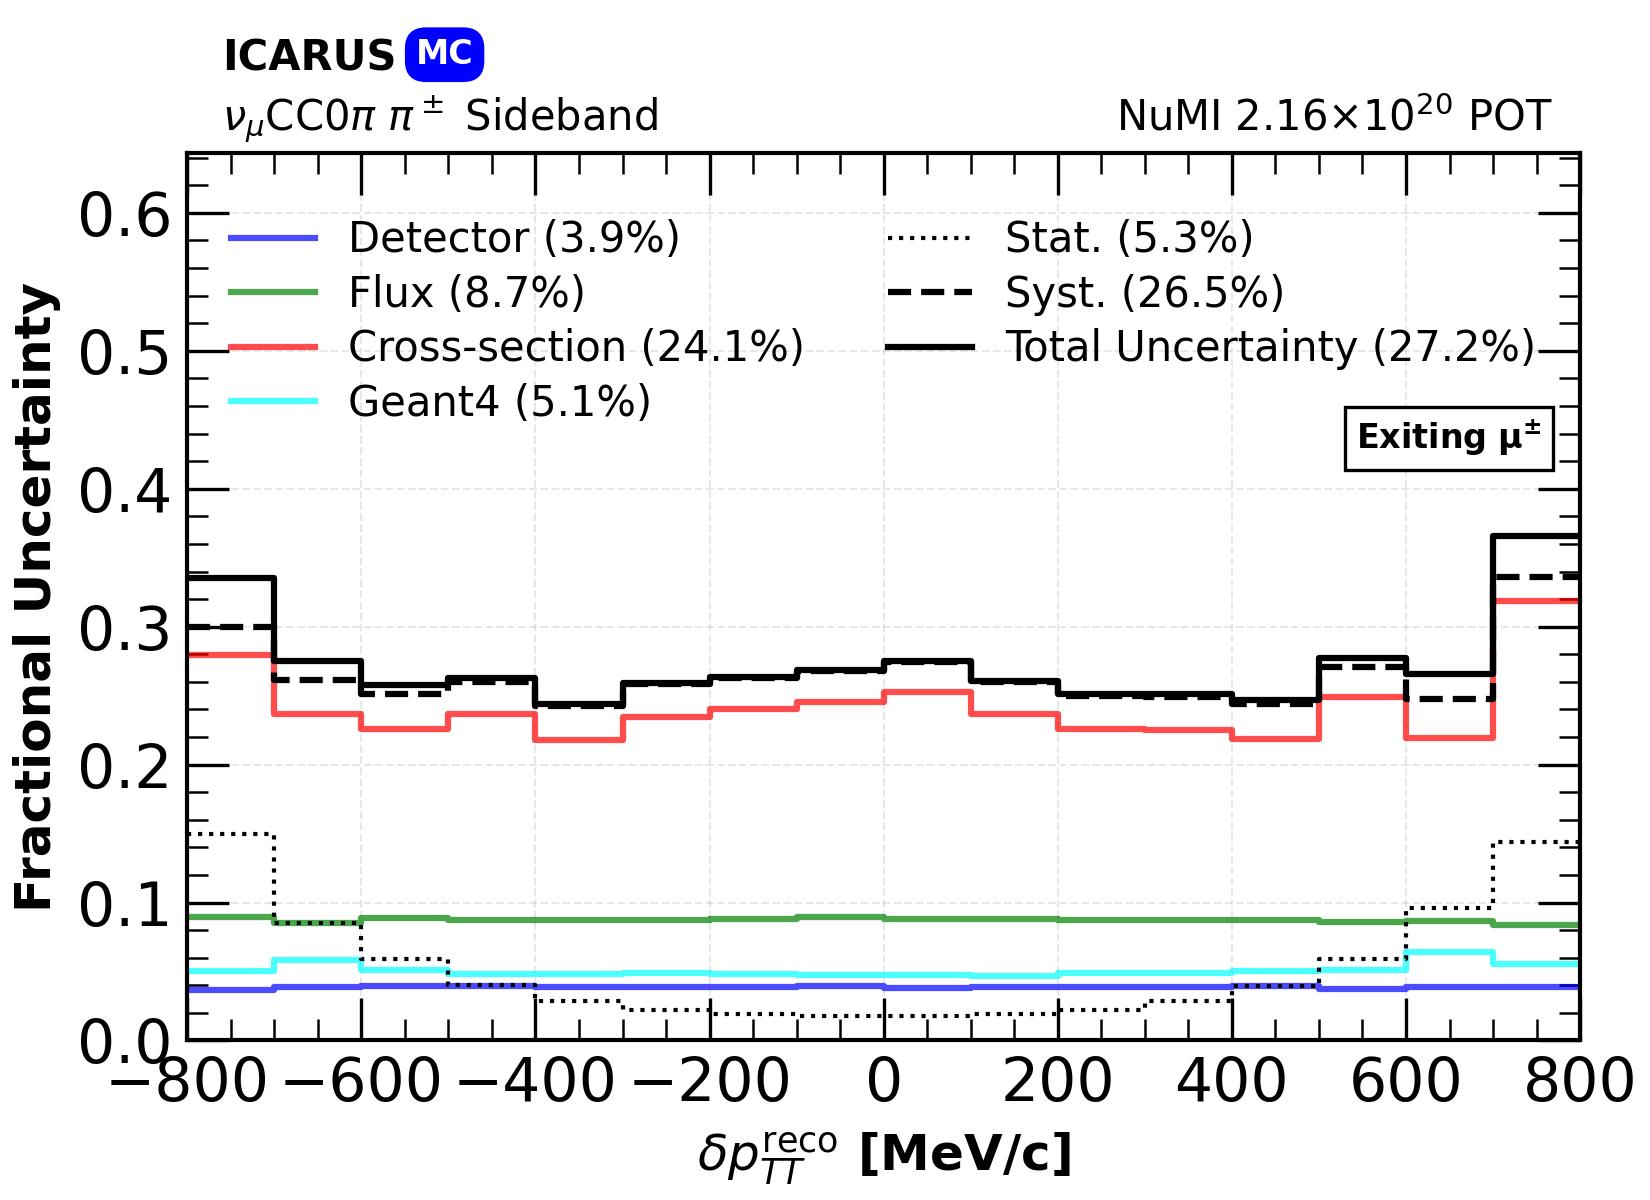 ICARUS MC
νμCC0π π± Sideband
NuMI 2.16×10²⁰ POT
Detector (3.9%)
Flux (8.7%)
Cross-section (24.1%)
Geant4 (5.1%)
Stat. (5.3%)
Syst. (26.5%)
Total Uncertainty (27.2%)
Exiting μ±
Fractional Uncertainty
0.6
0.5
0.4
0.3
0.2
0.1
0.0
−800 −600 −400 −200 0 200 400 600 800
δp_TT^reco [MeV/c]